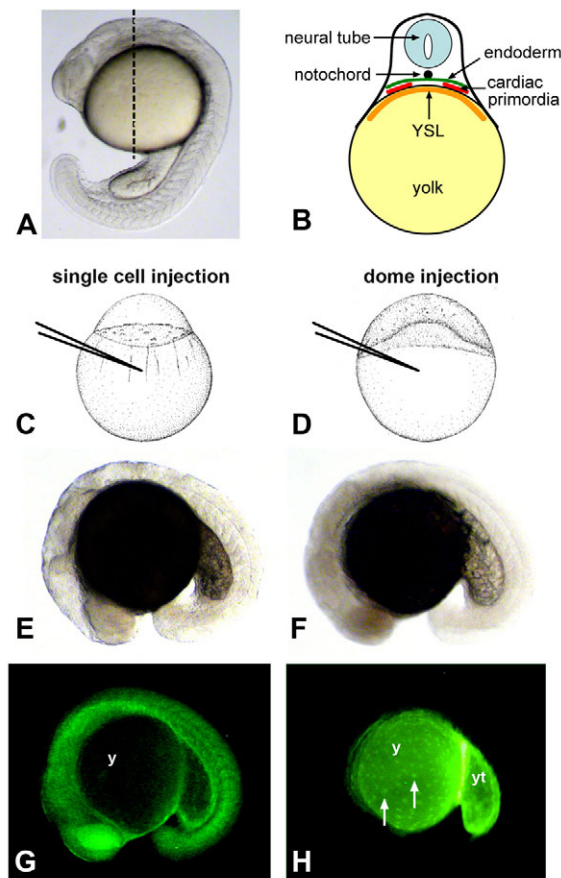 A
neural tube
notochord
endoderm
cardiac
primordia
YSL
yolk
B
single cell injection
dome injection
C
D
E
F
y
G
y
yt
H